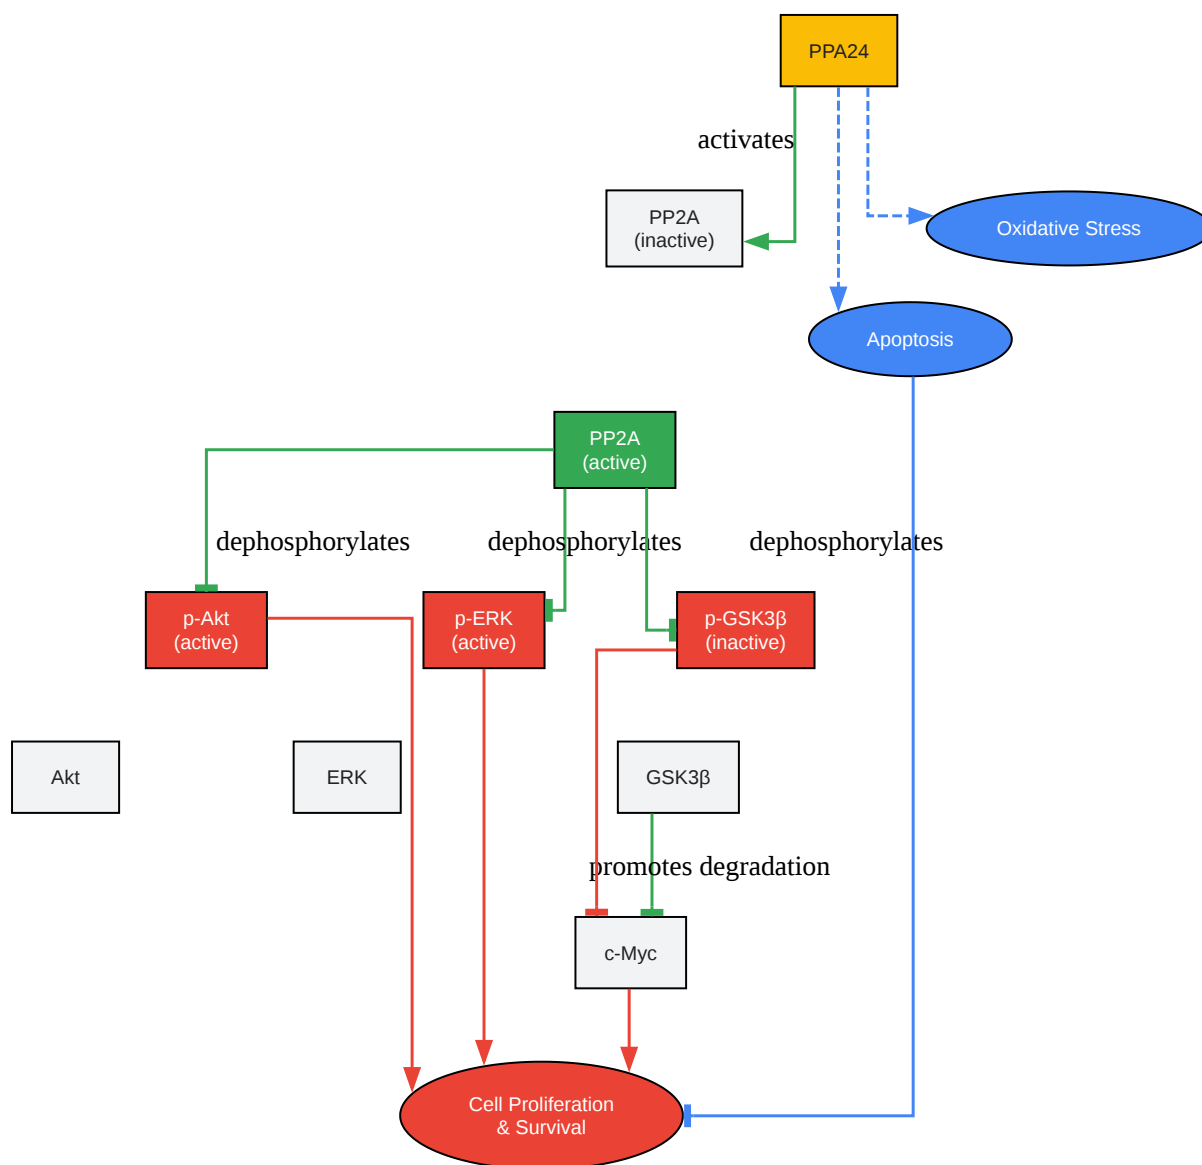 PPA24
activates
PP2A
(inactive)
Oxidative Stress
Apoptosis
PP2A
(active)
dephosphorylates
dephosphorylates
dephosphorylates
p-Akt
(active)
p-ERK
(active)
p-GSK3β
(inactive)
Akt
ERK
GSK3β
promotes degradation
c-Myc
Cell Proliferation
& Survival